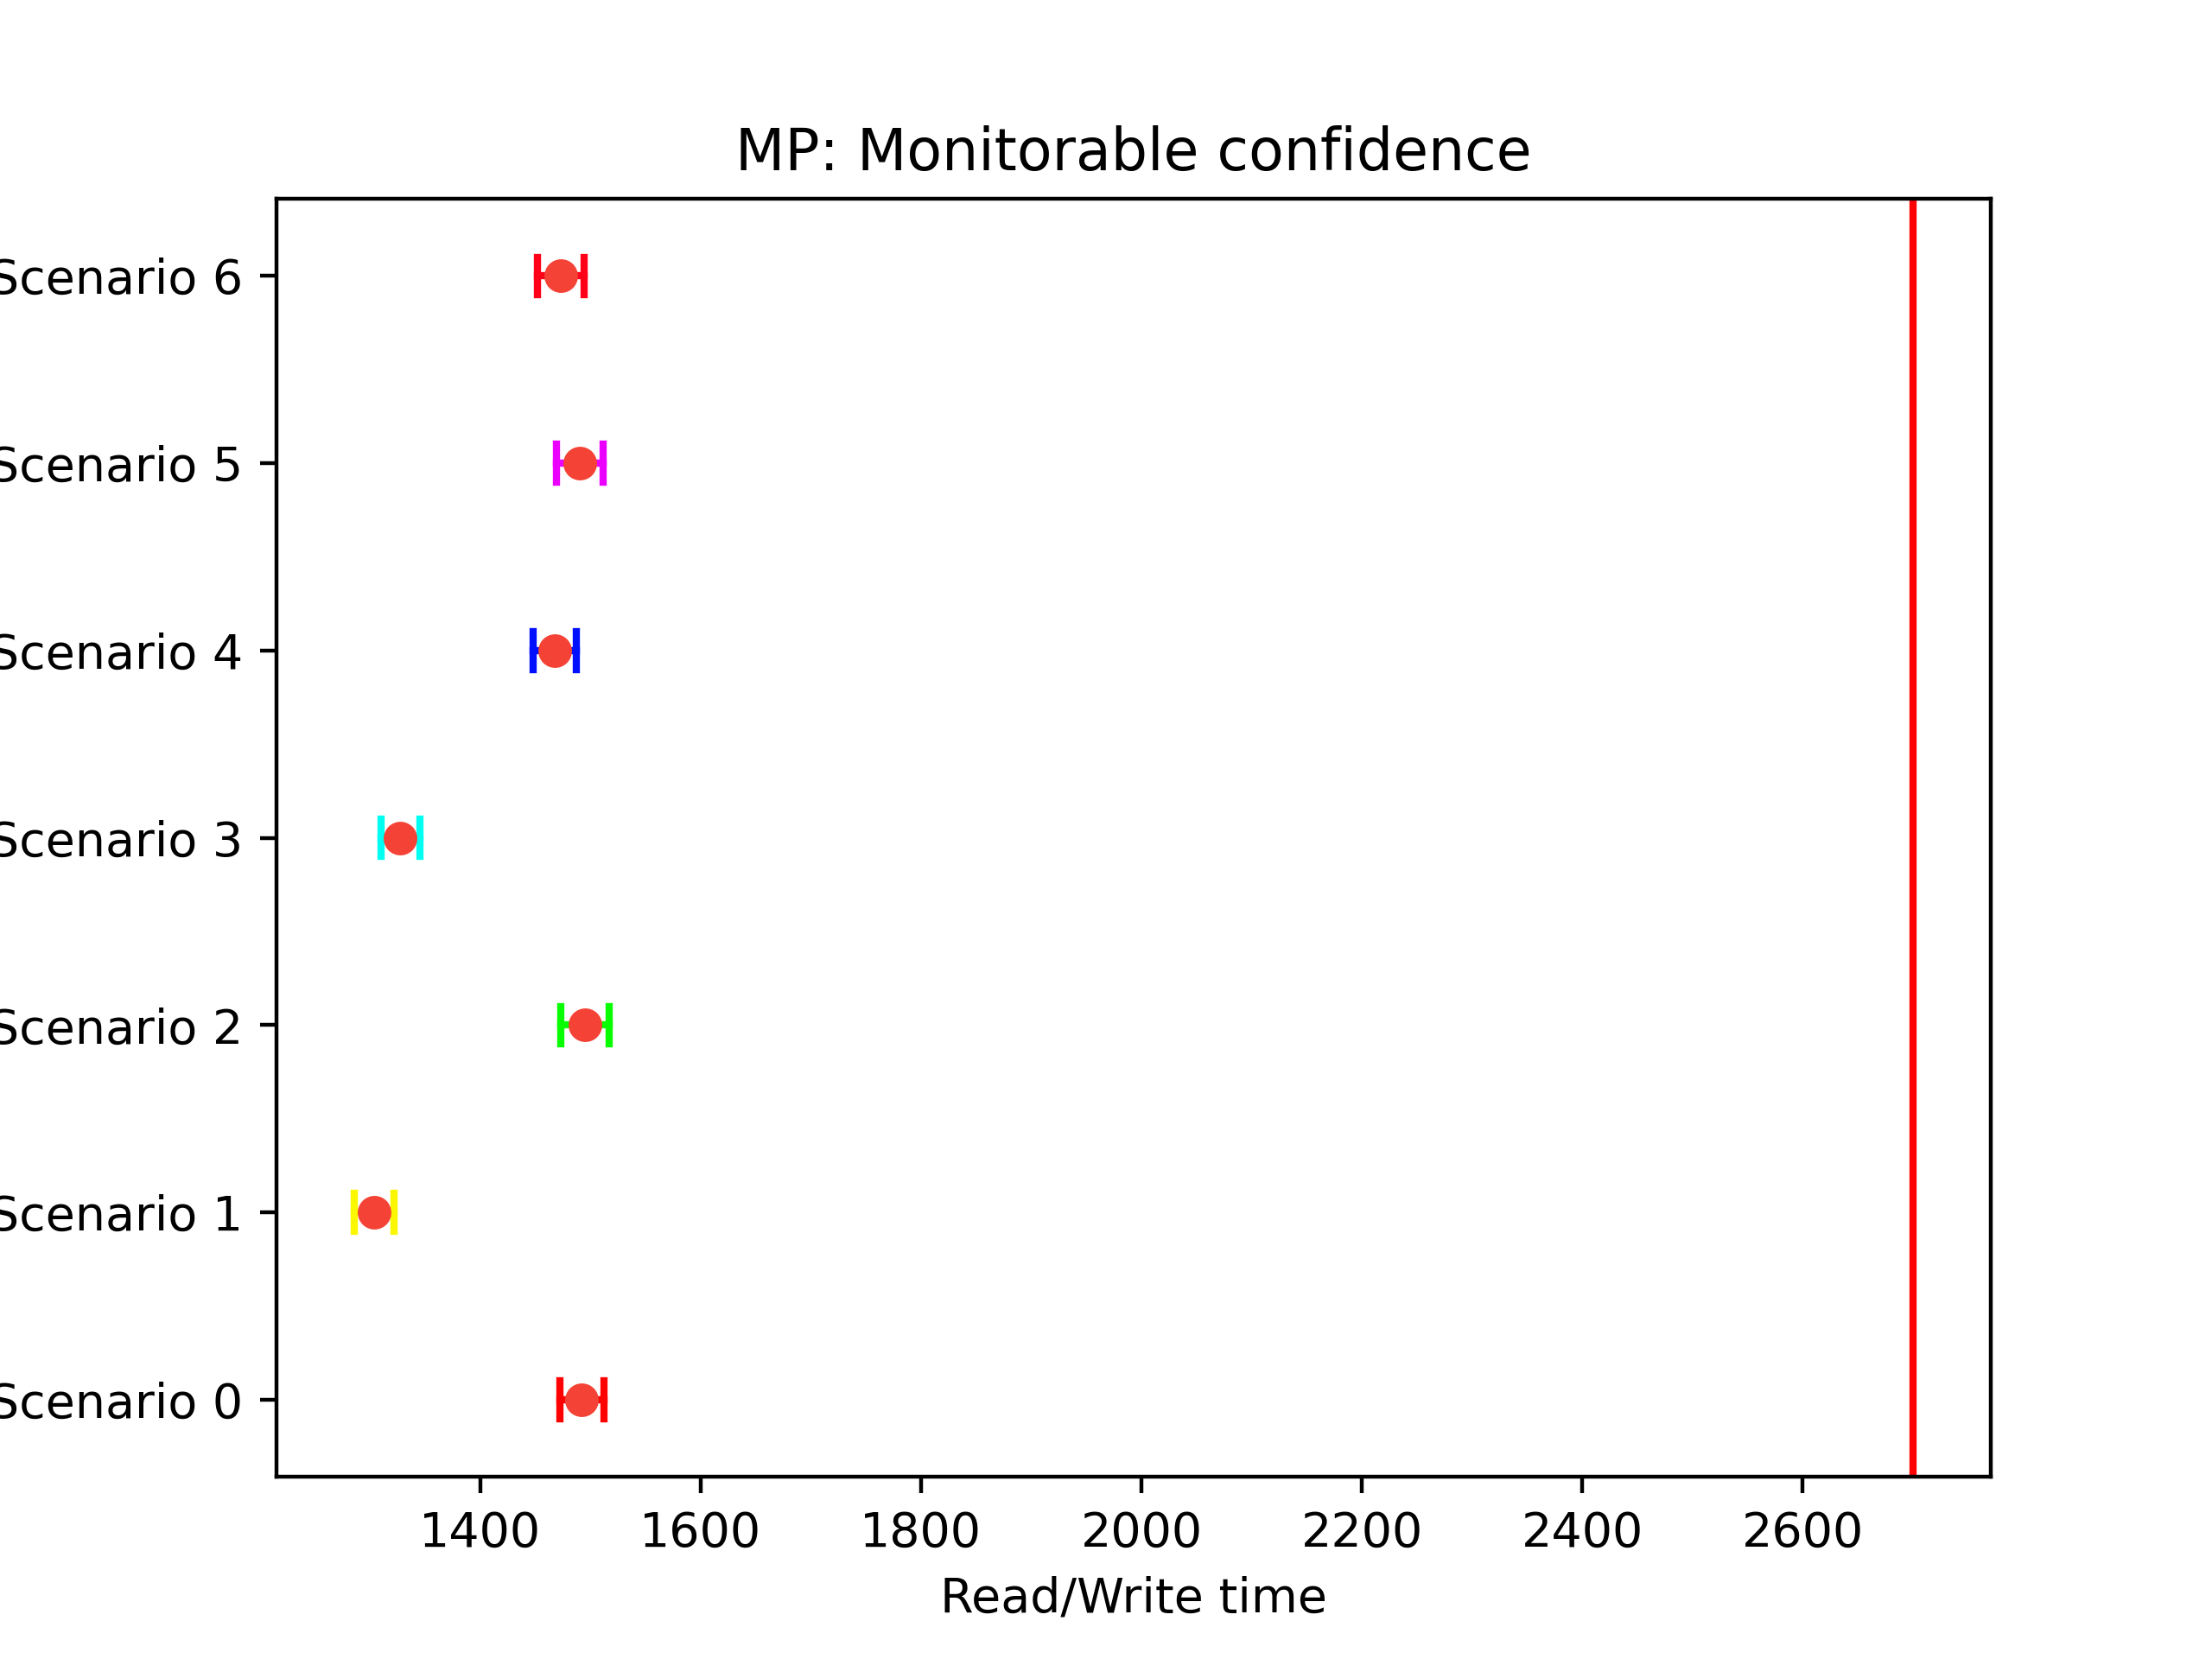 MP: Monitorable confidence
Scenario 6
Scenario 5
Scenario 4
Scenario 3
Scenario 2
Scenario 1
Scenario 0
1400 1600 1800 2000 2200 2400 2600
Read/Write time